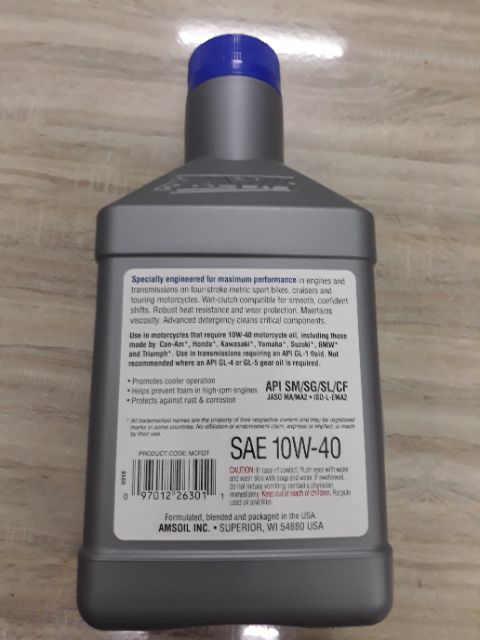 AMSOIL
Specially engineered for maximum performance in engines and
transmissions on four-stroke metric sport bikes, cruisers and
touring motorcycles. Wet-clutch compatible for smooth, confident
shifts. Robust heat resistance and wear protection. Maintains
viscosity. Advanced detergency cleans critical components.
Use in motorcycles that require 10W-40 motorcycle oil, including those
made by Can-Am*, Honda*, Kawasaki*, Yamaha*, Suzuki*, BMW*
and Triumph*. Use in transmissions requiring an API GL-1 fluid. Not
recommended where an API GL-4 or GL-5 gear oil is required.
• Promotes cooler operation
• Helps prevent foam in high-rpm engines
• Protects against rust & corrosion
API SM/SG/SL/CF
JASO MA/MA2 • ISO-L-EMA2
* All trademarked names are the property of their respective owners and may be registered
marks in some countries. No affiliation or endorsement claim, express or implied, is made
by their use.
PRODUCT CODE: MCFQT
0318
0 97012 26301 1
SAE 10W-40
CAUTION: In case of contact, flush eyes with water
and wash skin with soap and water. If swallowed,
do not induce vomiting; contact a physician
immediately. Keep out of reach of children. Recycle
used oil and filter.
Formulated, blended and packaged in the USA.
AMSOIL INC. • SUPERIOR, WI 54880 USA